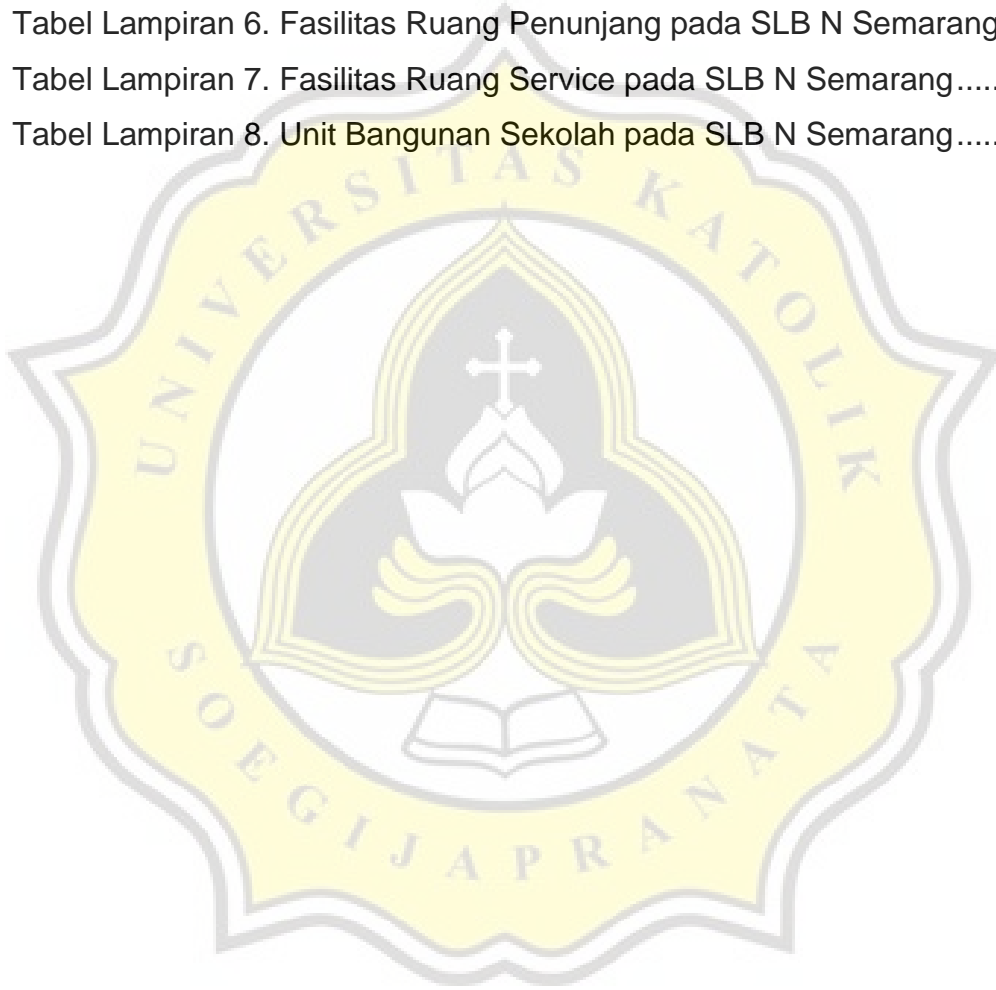 Tabel Lampiran 6. Fasilitas Ruang Penunjang pada SLB N Semarang
Tabel Lampiran 7. Fasilitas Ruang Service pada SLB N Semarang.....
Tabel Lampiran 8. Unit Bangunan Sekolah pada SLB N Semarang.....
UNIVERSITAS KATOLIK
SOEGIJAPRANATA